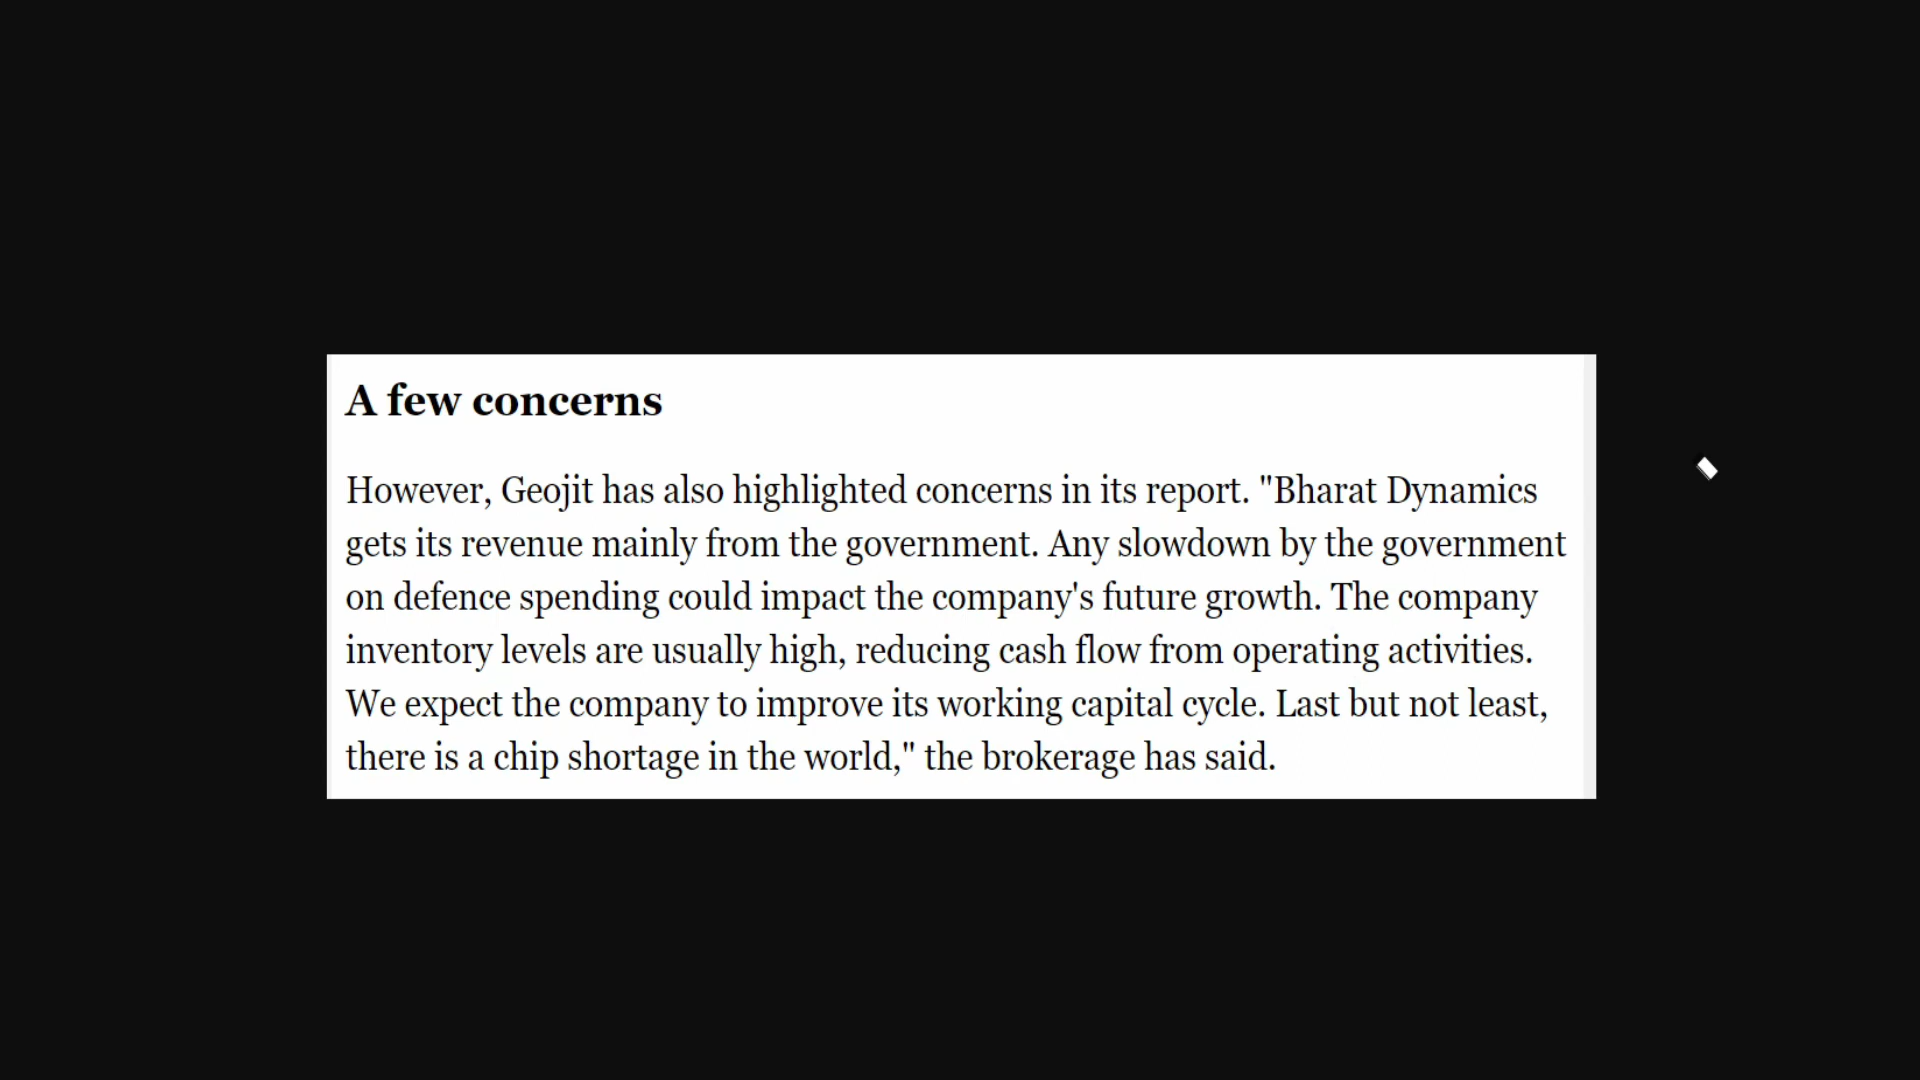 A few concerns
However, Geojit has also highlighted concerns in its report. "Bharat Dynamics
gets its revenue mainly from the government. Any slowdown by the government
on defence spending could impact the company's future growth. The company
inventory levels are usually high, reducing cash flow from operating activities.
We expect the company to improve its working capital cycle. Last but not least,
there is a chip shortage in the world," the brokerage has said.